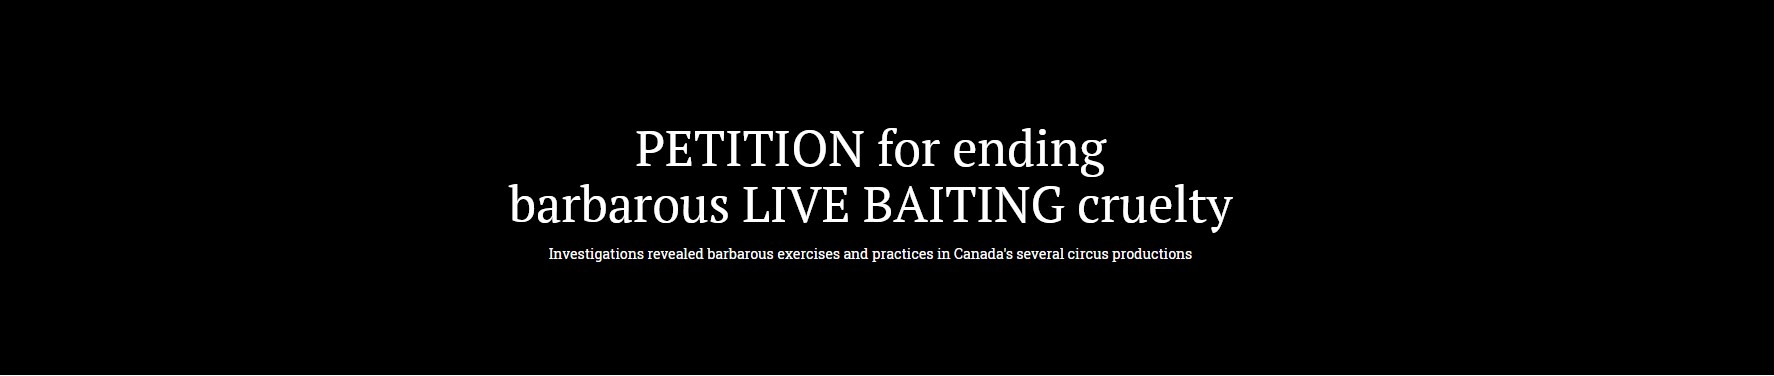 PETITION for ending
barbarous LIVE BAITING cruelty
Investigations revealed barbarous exercises and practices in Canada's several circus productions